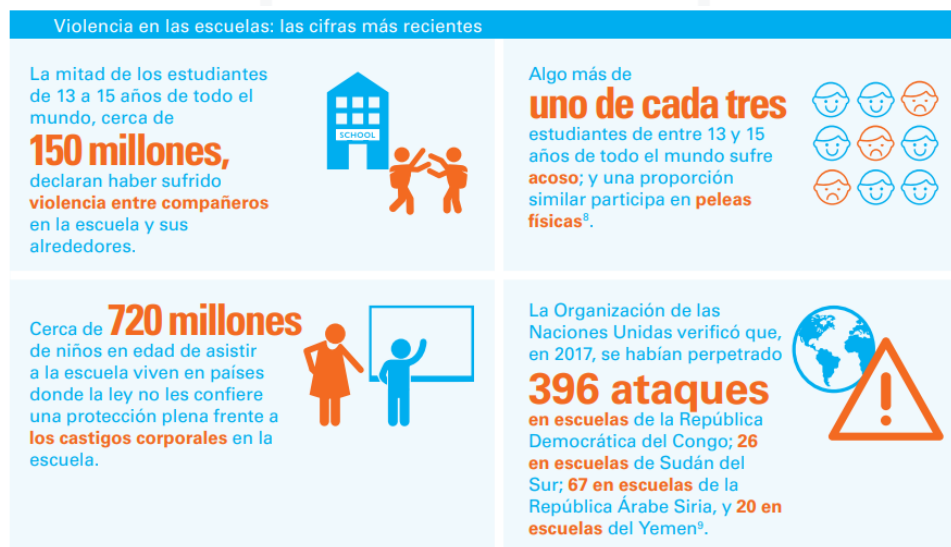 Violencia en las escuelas: las cifras más recientes
La mitad de los estudiantes
de 13 a 15 años de todo el
mundo, cerca de
150 millones,
declaran haber sufrido
violencia entre compañeros
en la escuela y sus
alrededores.
SCHOOL
Algo más de
uno de cada tres
estudiantes de entre 13 y 15
años de todo el mundo sufre
acoso; y una proporción
similar participa en peleas
físicas⁸.
Cerca de 720 millones
de niños en edad de asistir
a la escuela viven en países
donde la ley no les confiere
una protección plena frente a
los castigos corporales en la
escuela.
La Organización de las
Naciones Unidas verificó que,
en 2017, se habían perpetrado
396 ataques
en escuelas de la República
Democrática del Congo; 26
en escuelas de Sudán del
Sur; 67 en escuelas de la
República Árabe Siria, y 20 en
escuelas del Yemen⁹.